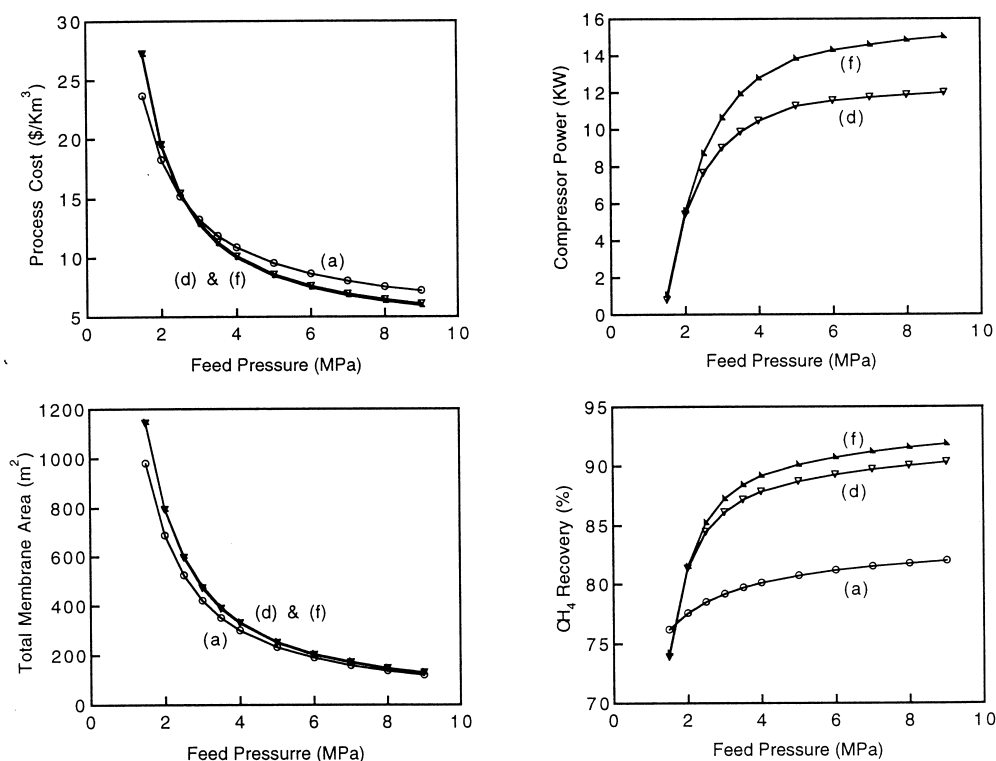 Process Cost ($/Km3)
30
25
20
15
10
5
(a)
(d) & (f)
0 2 4 6 8 10
Feed Pressure (MPa)
Compressor Power (KW)
16
14
12
10
8
6
4
2
0
(f)
(d)
0 2 4 6 8 10
Feed Pressure (MPa)
Total Membrane Area (m2)
1200
1000
800
600
400
200
0
(d) & (f)
(a)
0 2 4 6 8 10
Feed Pressurre (MPa)
CH4 Recovery (%)
95
90
85
80
75
70
(f)
(d)
(a)
0 2 4 6 8 10
Feed Pressure (MPa)